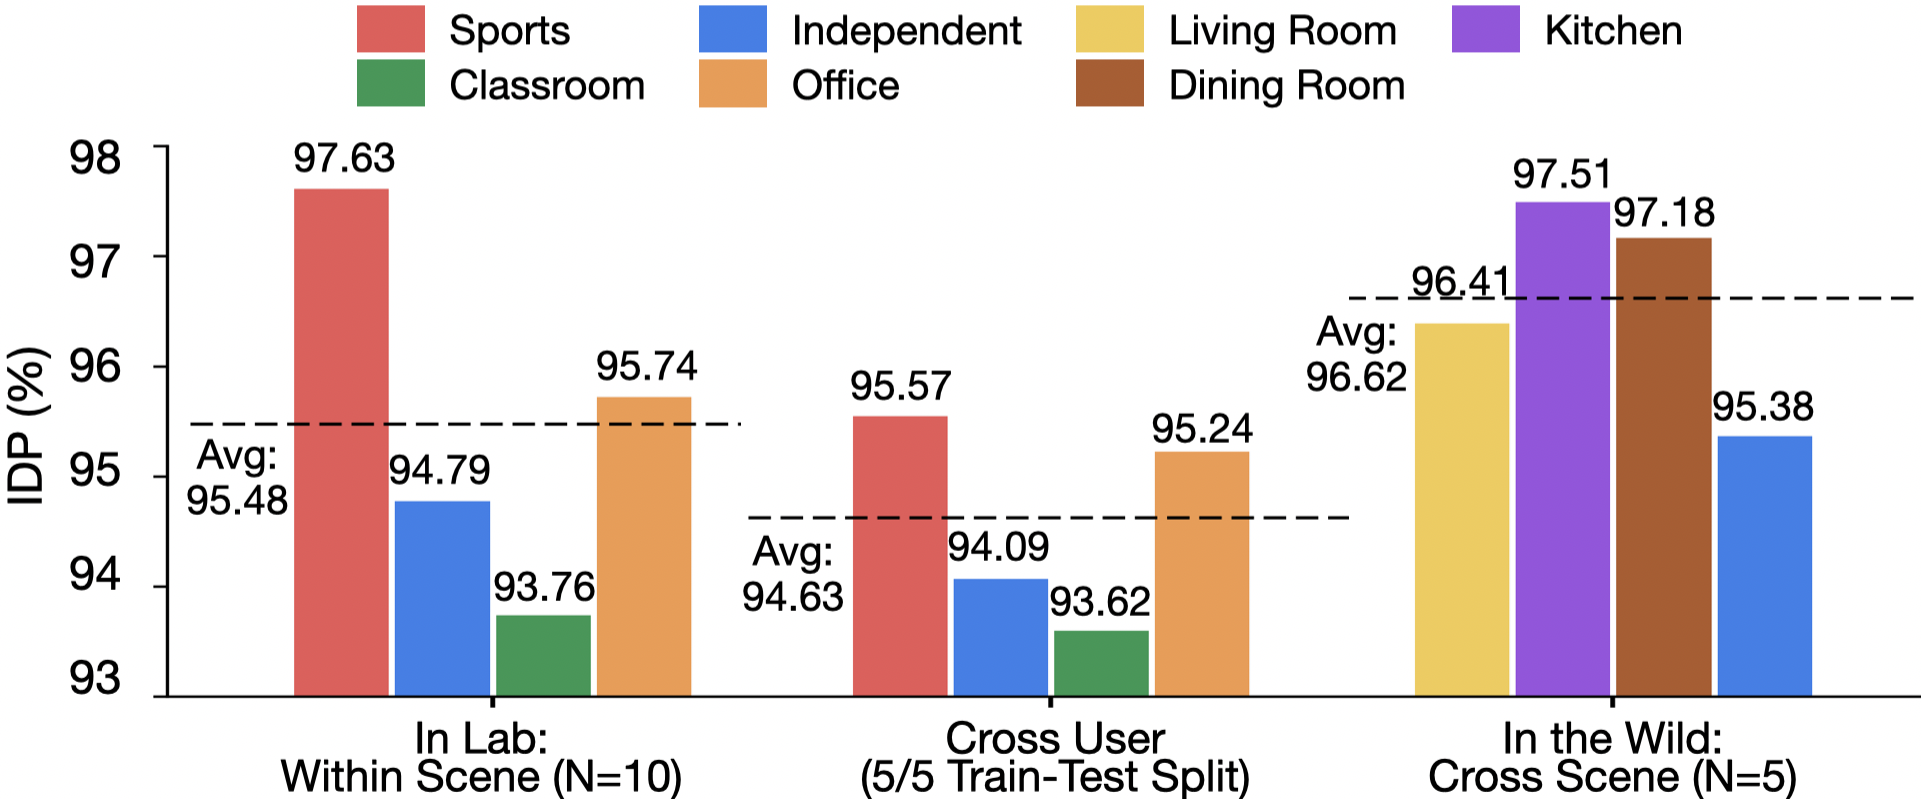 Sports
Independent
Living Room
Kitchen
Classroom
Office
Dining Room
IDP (%)
98
97
96
95
94
93
97.63
94.79
93.76
95.74
Avg:
95.48
95.57
94.09
93.62
95.24
Avg:
94.63
96.41
97.51
97.18
95.38
Avg:
96.62
In Lab:
Within Scene (N=10)
Cross User
(5/5 Train-Test Split)
In the Wild:
Cross Scene (N=5)